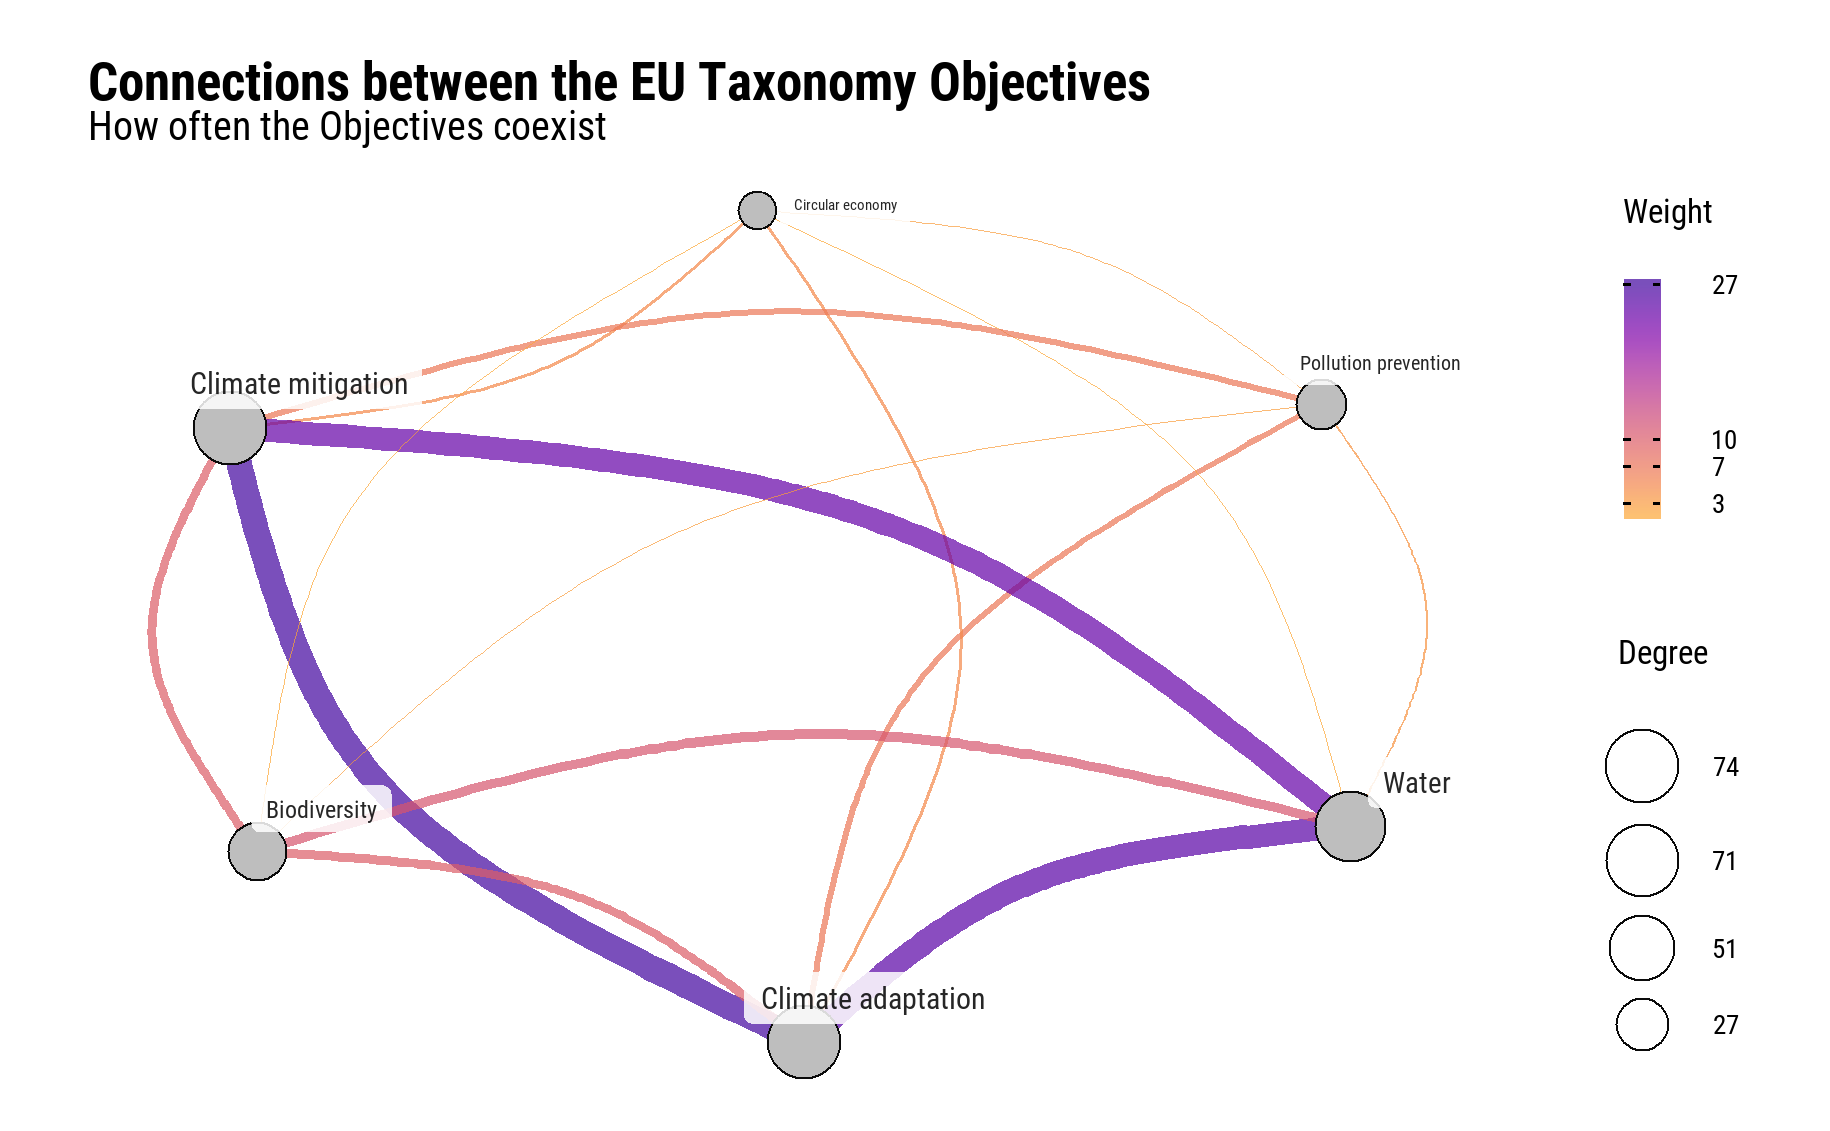 Connections between the EU Taxonomy Objectives
How often the Objectives coexist
Circular economy
Pollution prevention
Climate mitigation
Biodiversity
Water
Climate adaptation
Weight
27
10
7
3
Degree
74
71
51
27